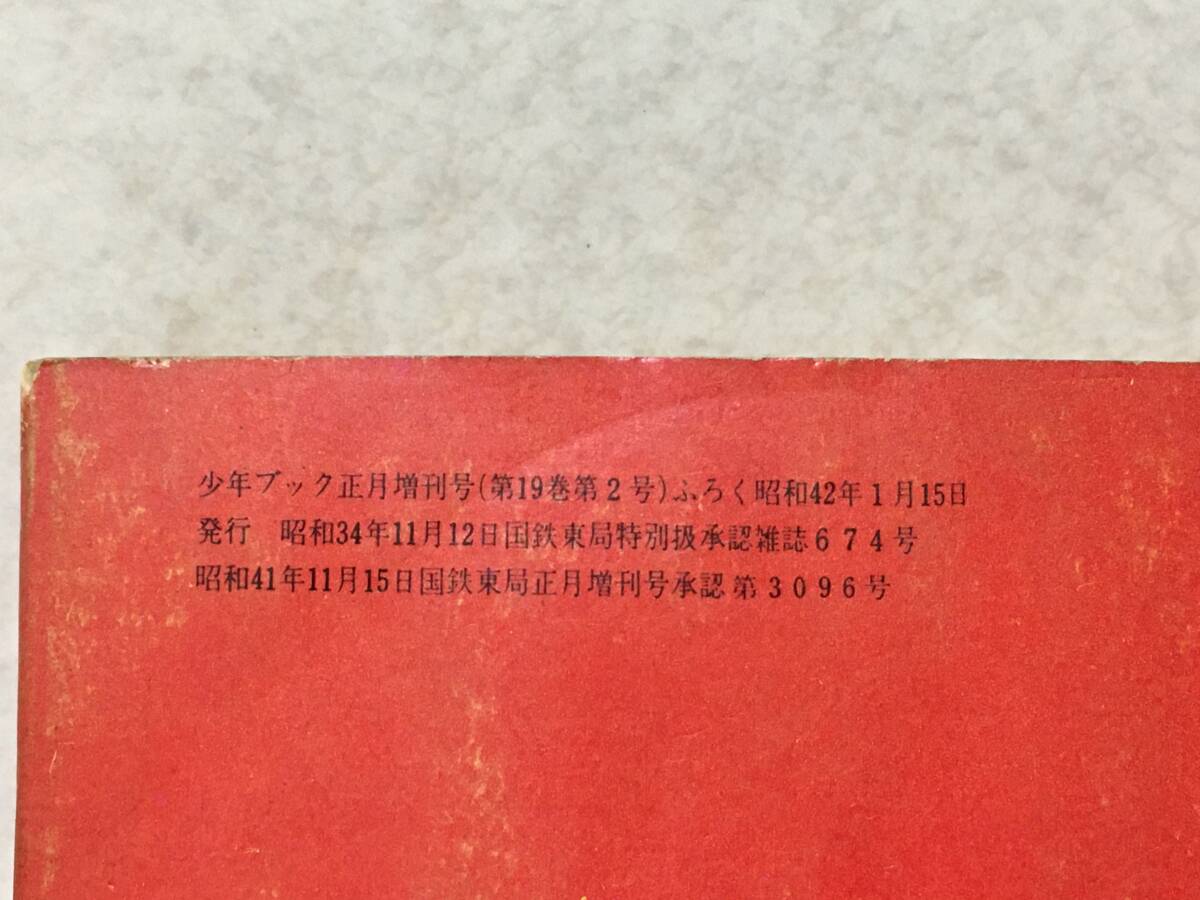 少年ブック正月増刊号(第19巻第2号)ふろく昭和42年1月15日
発行　昭和34年11月12日国鉄東局特別扱承認雑誌674号
昭和41年11月15日国鉄東局正月増刊号承認第3096号